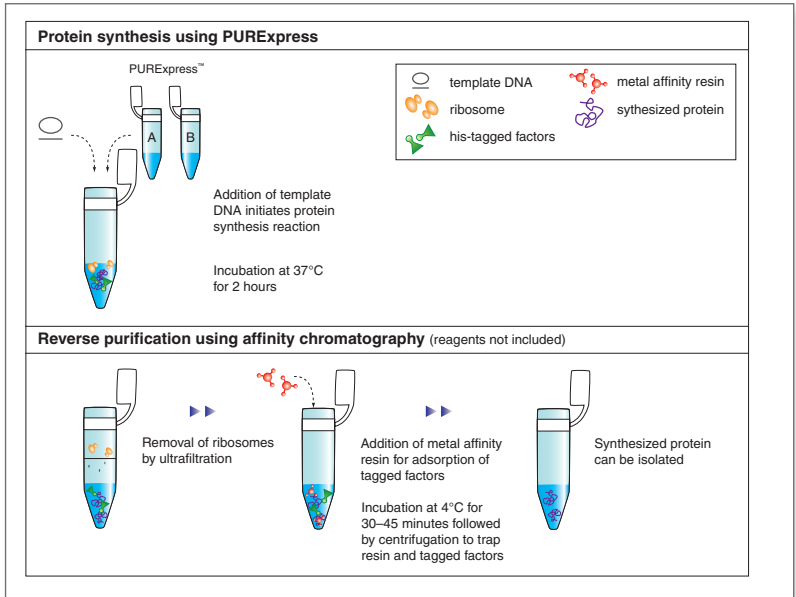 Protein synthesis using PURExpress
PURExpress™
A
B
template DNA
ribosome
his-tagged factors
metal affinity resin
sythesized protein
Addition of template
DNA initiates protein
synthesis reaction
Incubation at 37°C
for 2 hours
Reverse purification using affinity chromatography (reagents not included)
Removal of ribosomes
by ultrafiltration
Addition of metal affinity
resin for adsorption of
tagged factors
Incubation at 4°C for
30–45 minutes followed
by centrifugation to trap
resin and tagged factors
Synthesized protein
can be isolated